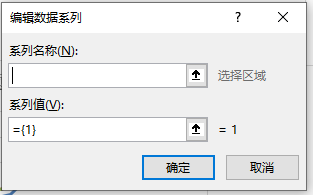 编辑数据系列
?
×
系列名称(N):
选择区域
系列值(V):
={1}
= 1
确定
取消